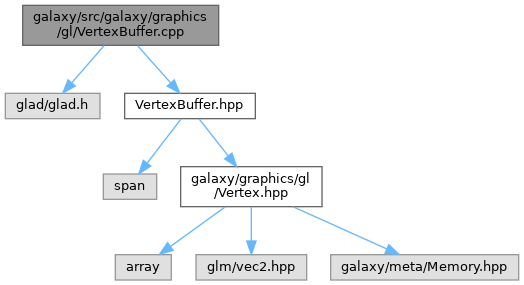 galaxy/src/galaxy/graphics
/gl/VertexBuffer.cpp
glad/glad.h
VertexBuffer.hpp
span
galaxy/graphics/gl
/Vertex.hpp
array
glm/vec2.hpp
galaxy/meta/Memory.hpp